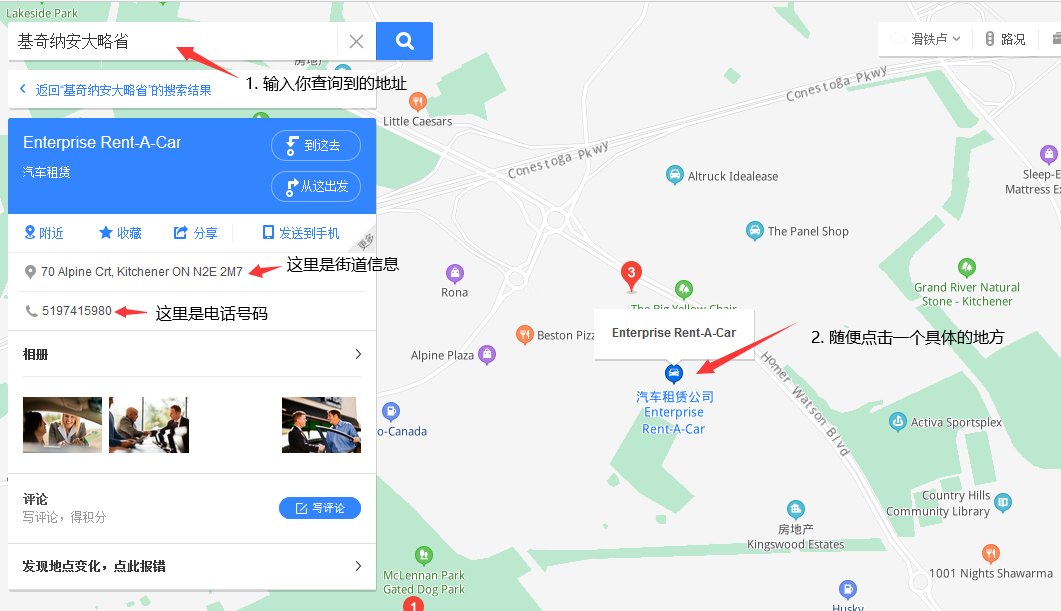 Lakeside Park
基奇纳安大略省
滑铁卢
路况
房地产
1. 输入你查询到的地址
返回“基奇纳安大略省”的搜索结果
Conestoga Pkwy
Little Caesars
Enterprise Rent-A-Car
到这去
汽车租赁
从这出发
Conestoga Pkwy
Altruck Idealease
Sleep-E
Mattress E
附近
收藏
分享
发送到手机
更多
The Panel Shop
70 Alpine Crt, Kitchener ON N2E 2M7
这里是街道信息
3
Rona
Grand River Natural
Stone - Kitchener
5197415980
这里是电话号码
The Big Yellow Chair
Beston Pizz
Enterprise Rent-A-Car
2. 随便点击一个具体的地方
相册
Alpine Plaza
Homer Watson Blvd
汽车租赁公司
Enterprise
Rent-A-Car
o-Canada
Activa Sportsplex
评论
写评论，得积分
写评论
Country Hills
Community Library
房地产
Kingswood Estates
发现地点变化，点此报错
McLennan Park
Gated Dog Park
1001 Nights Shawarma
1
Husky